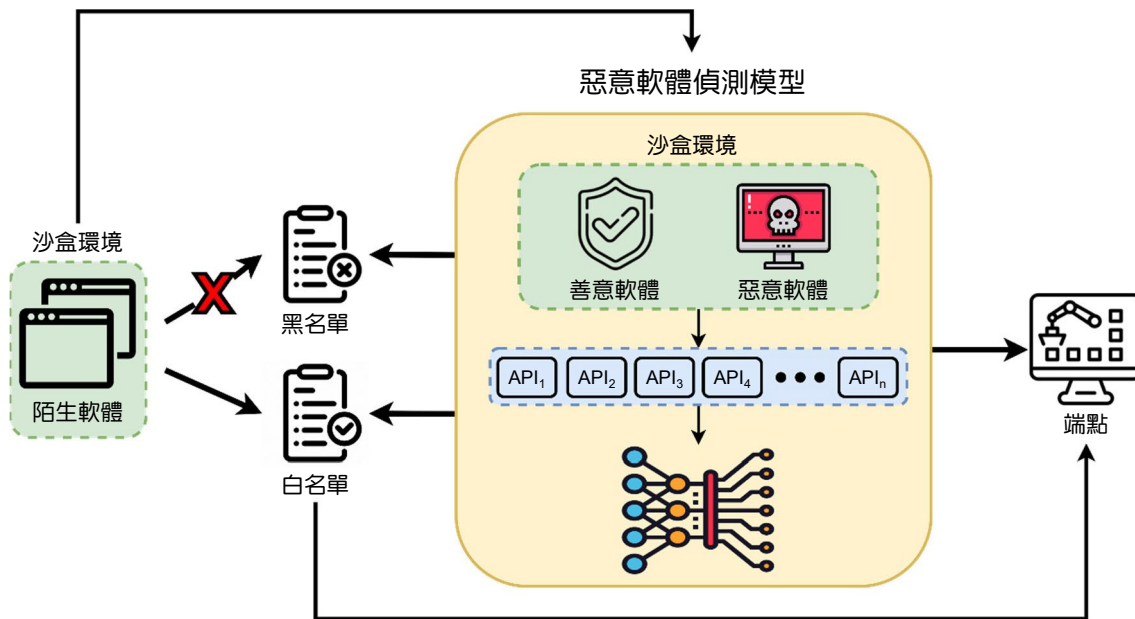 惡意軟體偵測模型
沙盒環境
善意軟體
惡意軟體
沙盒環境
陌生軟體
X
黑名單
白名單
API₁
API₂
API₃
API₄
API₁ₙ
端點